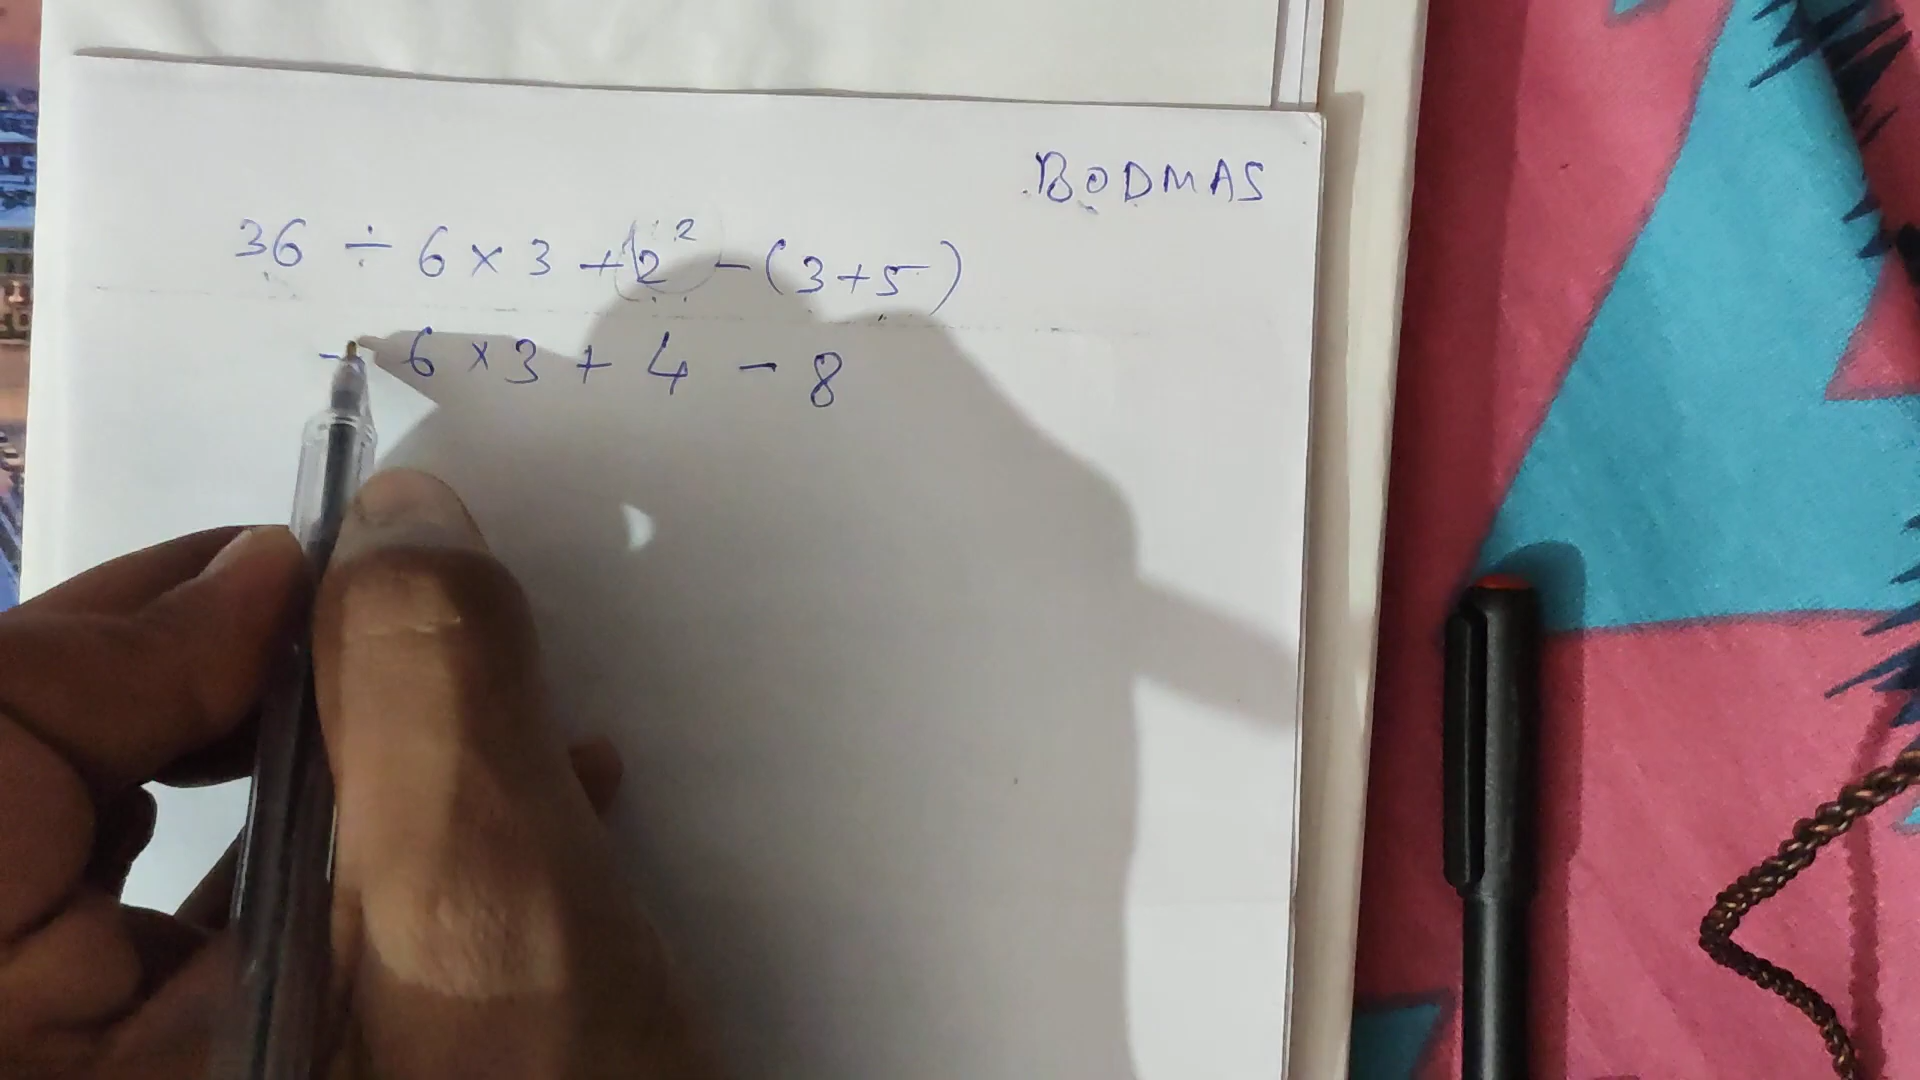 BODMAS
36 ÷ 6 × 3 + 2² - (3+5)
6 × 3 + 4 - 8